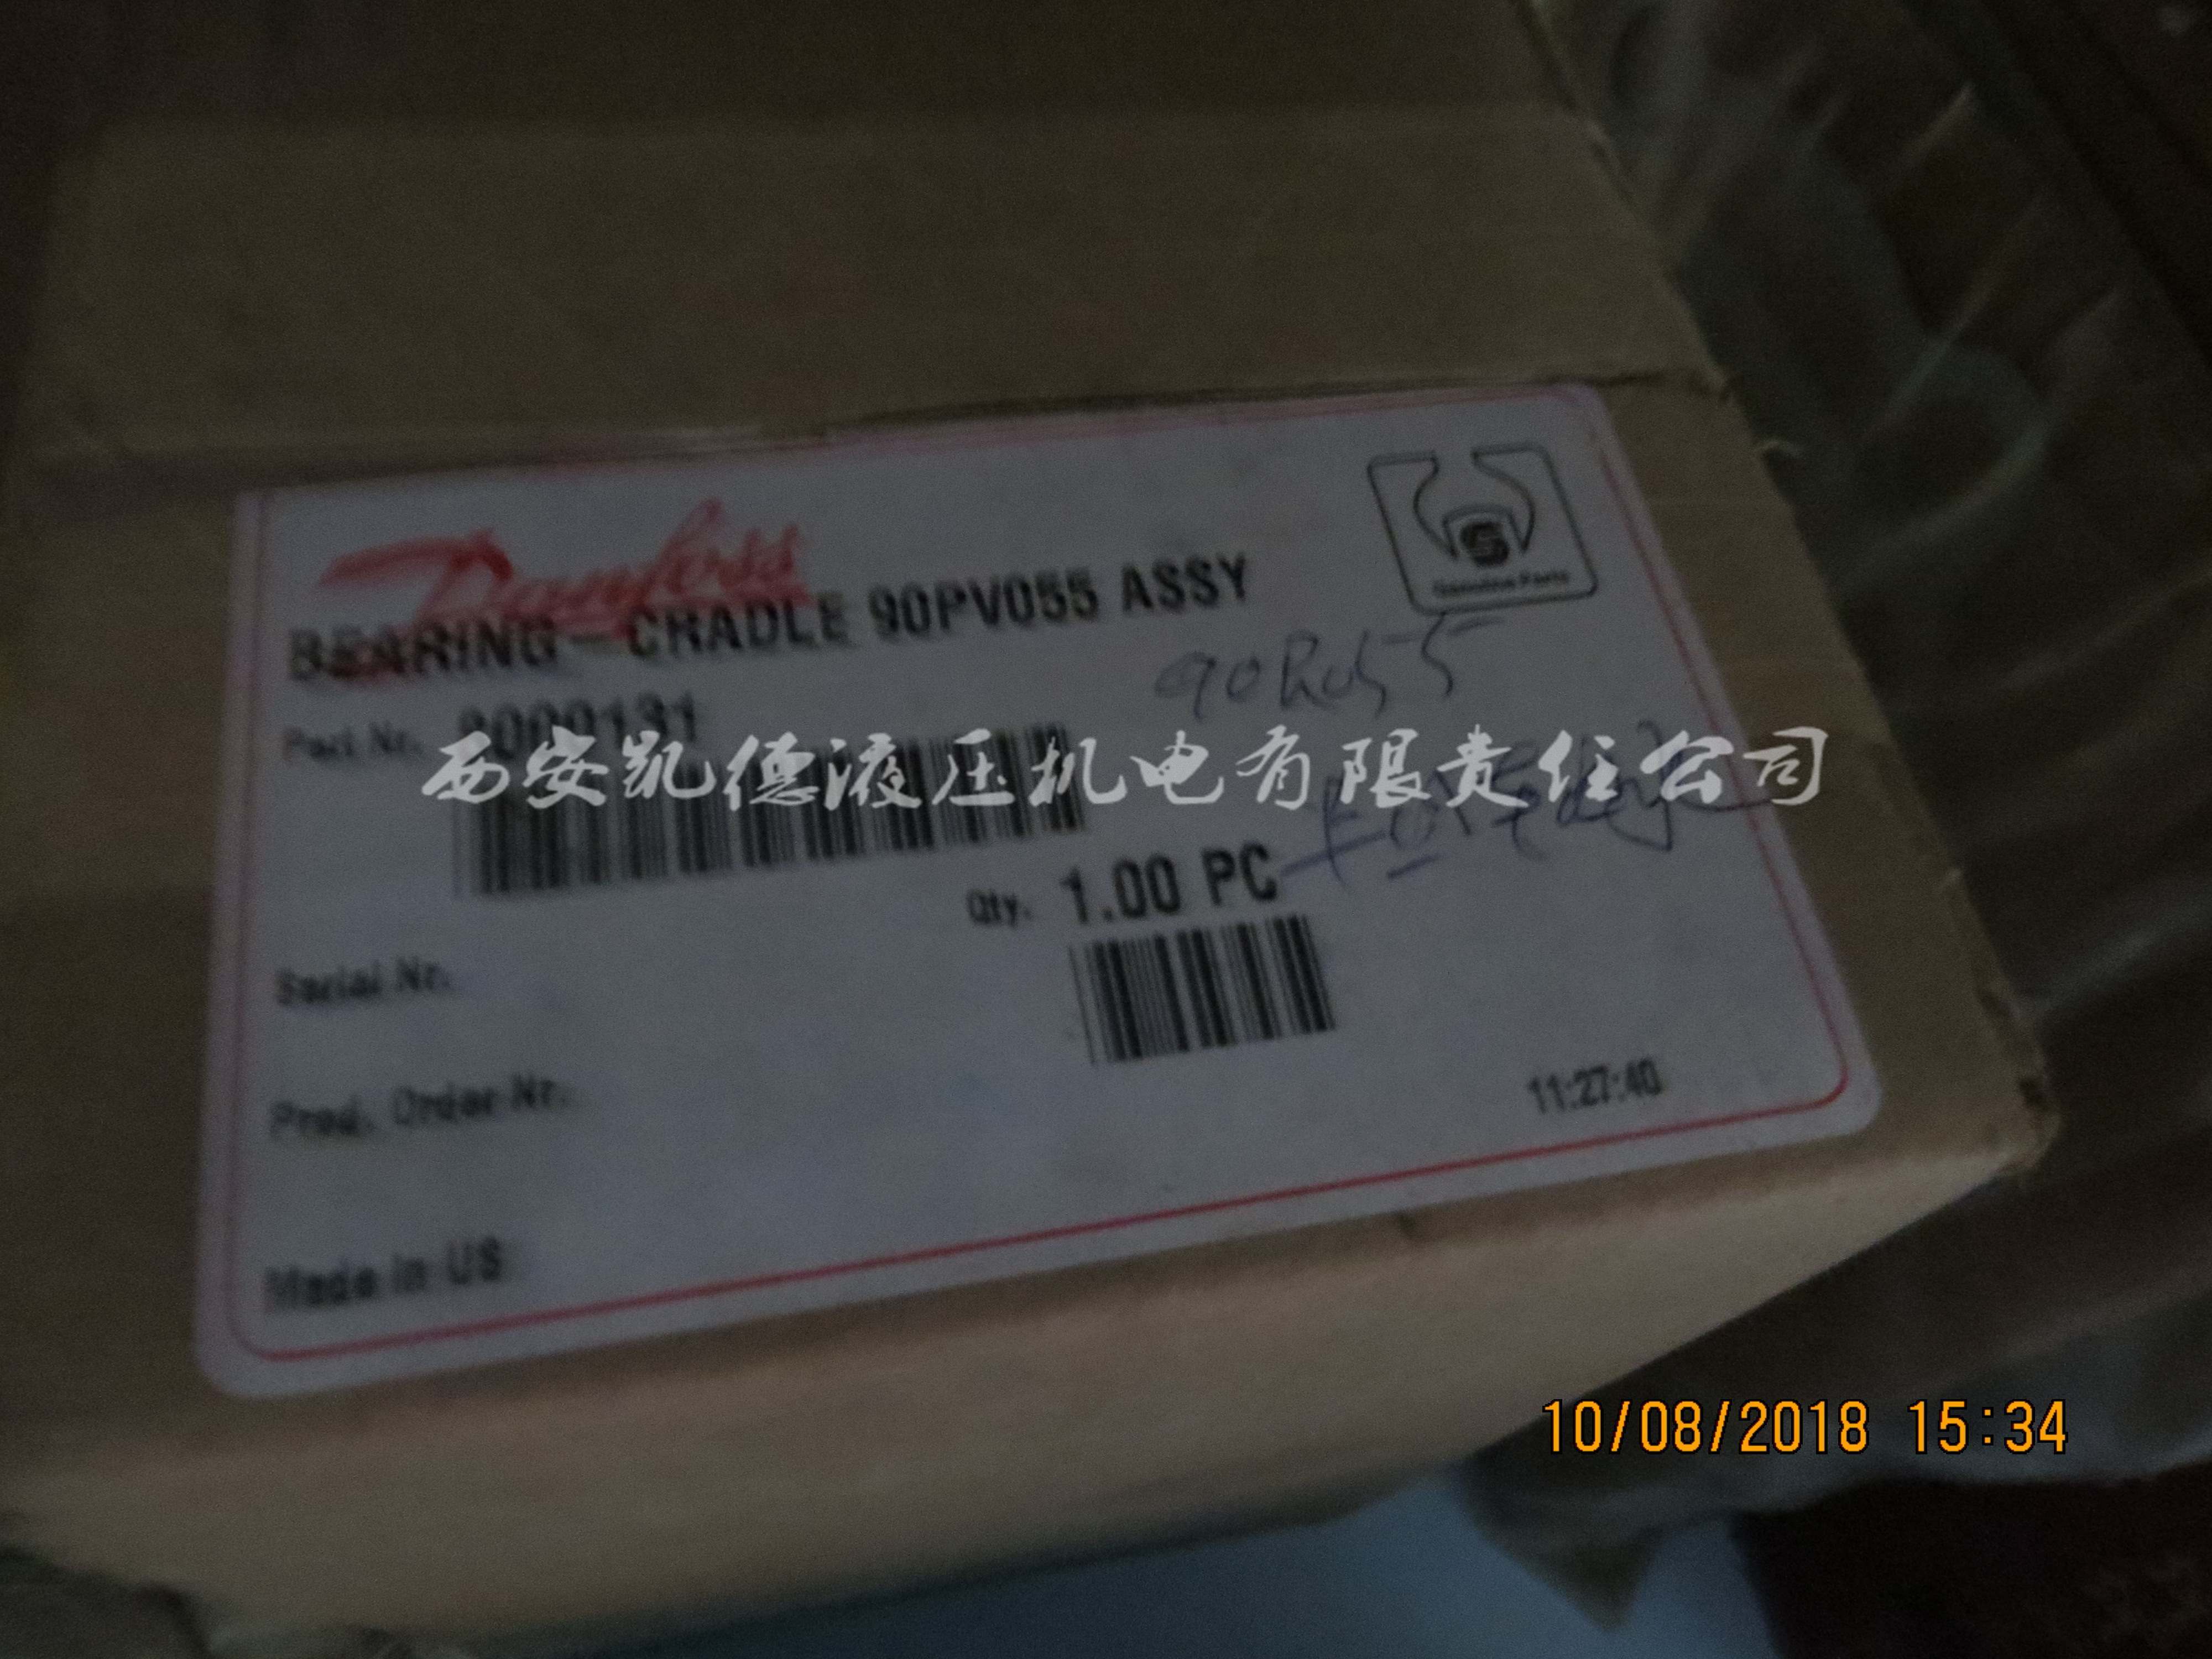 Danfoss
Genuine Parts
BEARING-CRADLE 90PV055 ASSY
90R055
Part Nr.
西安凯德液压机电有限责任公司
Qty. 1.00 PC
Serial Nr.
Prod. Order Nr.
11:27:40
Made in US
10/08/2018 15:34